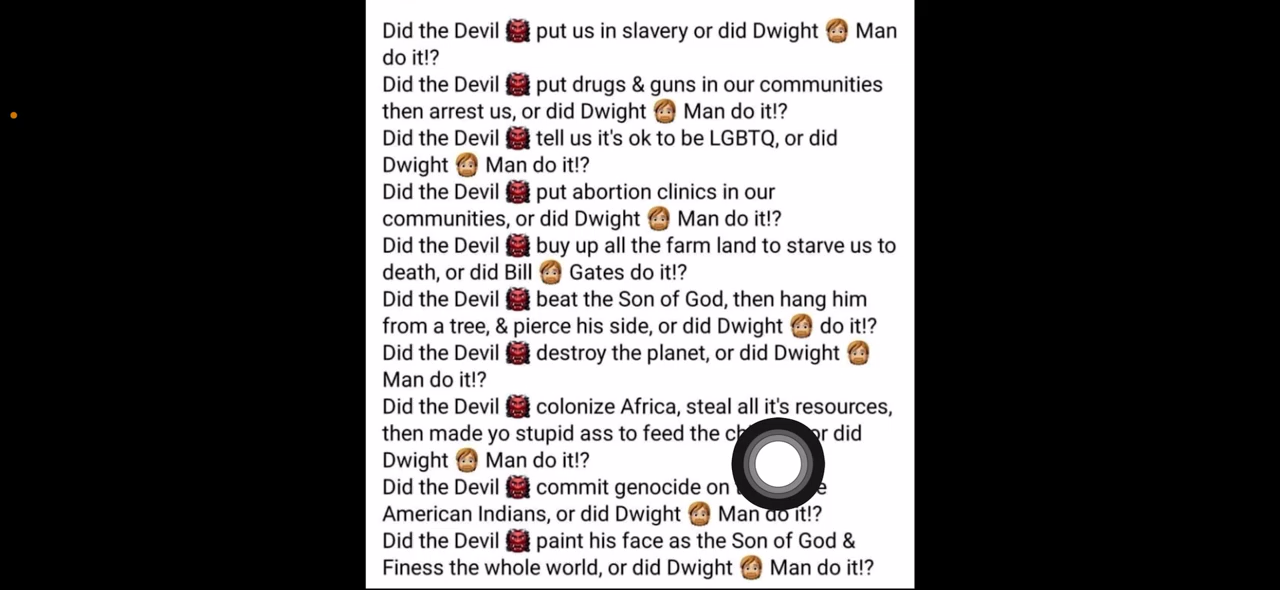 Did the Devil 👹 put us in slavery or did Dwight 🧔🏼 Man
do it!?
Did the Devil 👹 put drugs & guns in our communities
then arrest us, or did Dwight 🧔🏼 Man do it!?
Did the Devil 👹 tell us it's ok to be LGBTQ, or did
Dwight 🧔🏼 Man do it!?
Did the Devil 👹 put abortion clinics in our
communities, or did Dwight 🧔🏼 Man do it!?
Did the Devil 👹 buy up all the farm land to starve us to
death, or did Bill 🧔🏼 Gates do it!?
Did the Devil 👹 beat the Son of God, then hang him
from a tree, & pierce his side, or did Dwight 🧔🏼 do it!?
Did the Devil 👹 destroy the planet, or did Dwight 🧔🏼
Man do it!?
Did the Devil 👹 colonize Africa, steal all it's resources,
then made yo stupid ass to feed the or did
Dwight 🧔🏼 Man do it!?
Did the Devil 👹 commit genocide on
American Indians, or did Dwight 🧔🏼 Man do it!?
Did the Devil 👹 paint his face as the Son of God &
Finess the whole world, or did Dwight 🧔🏼 Man do it!?